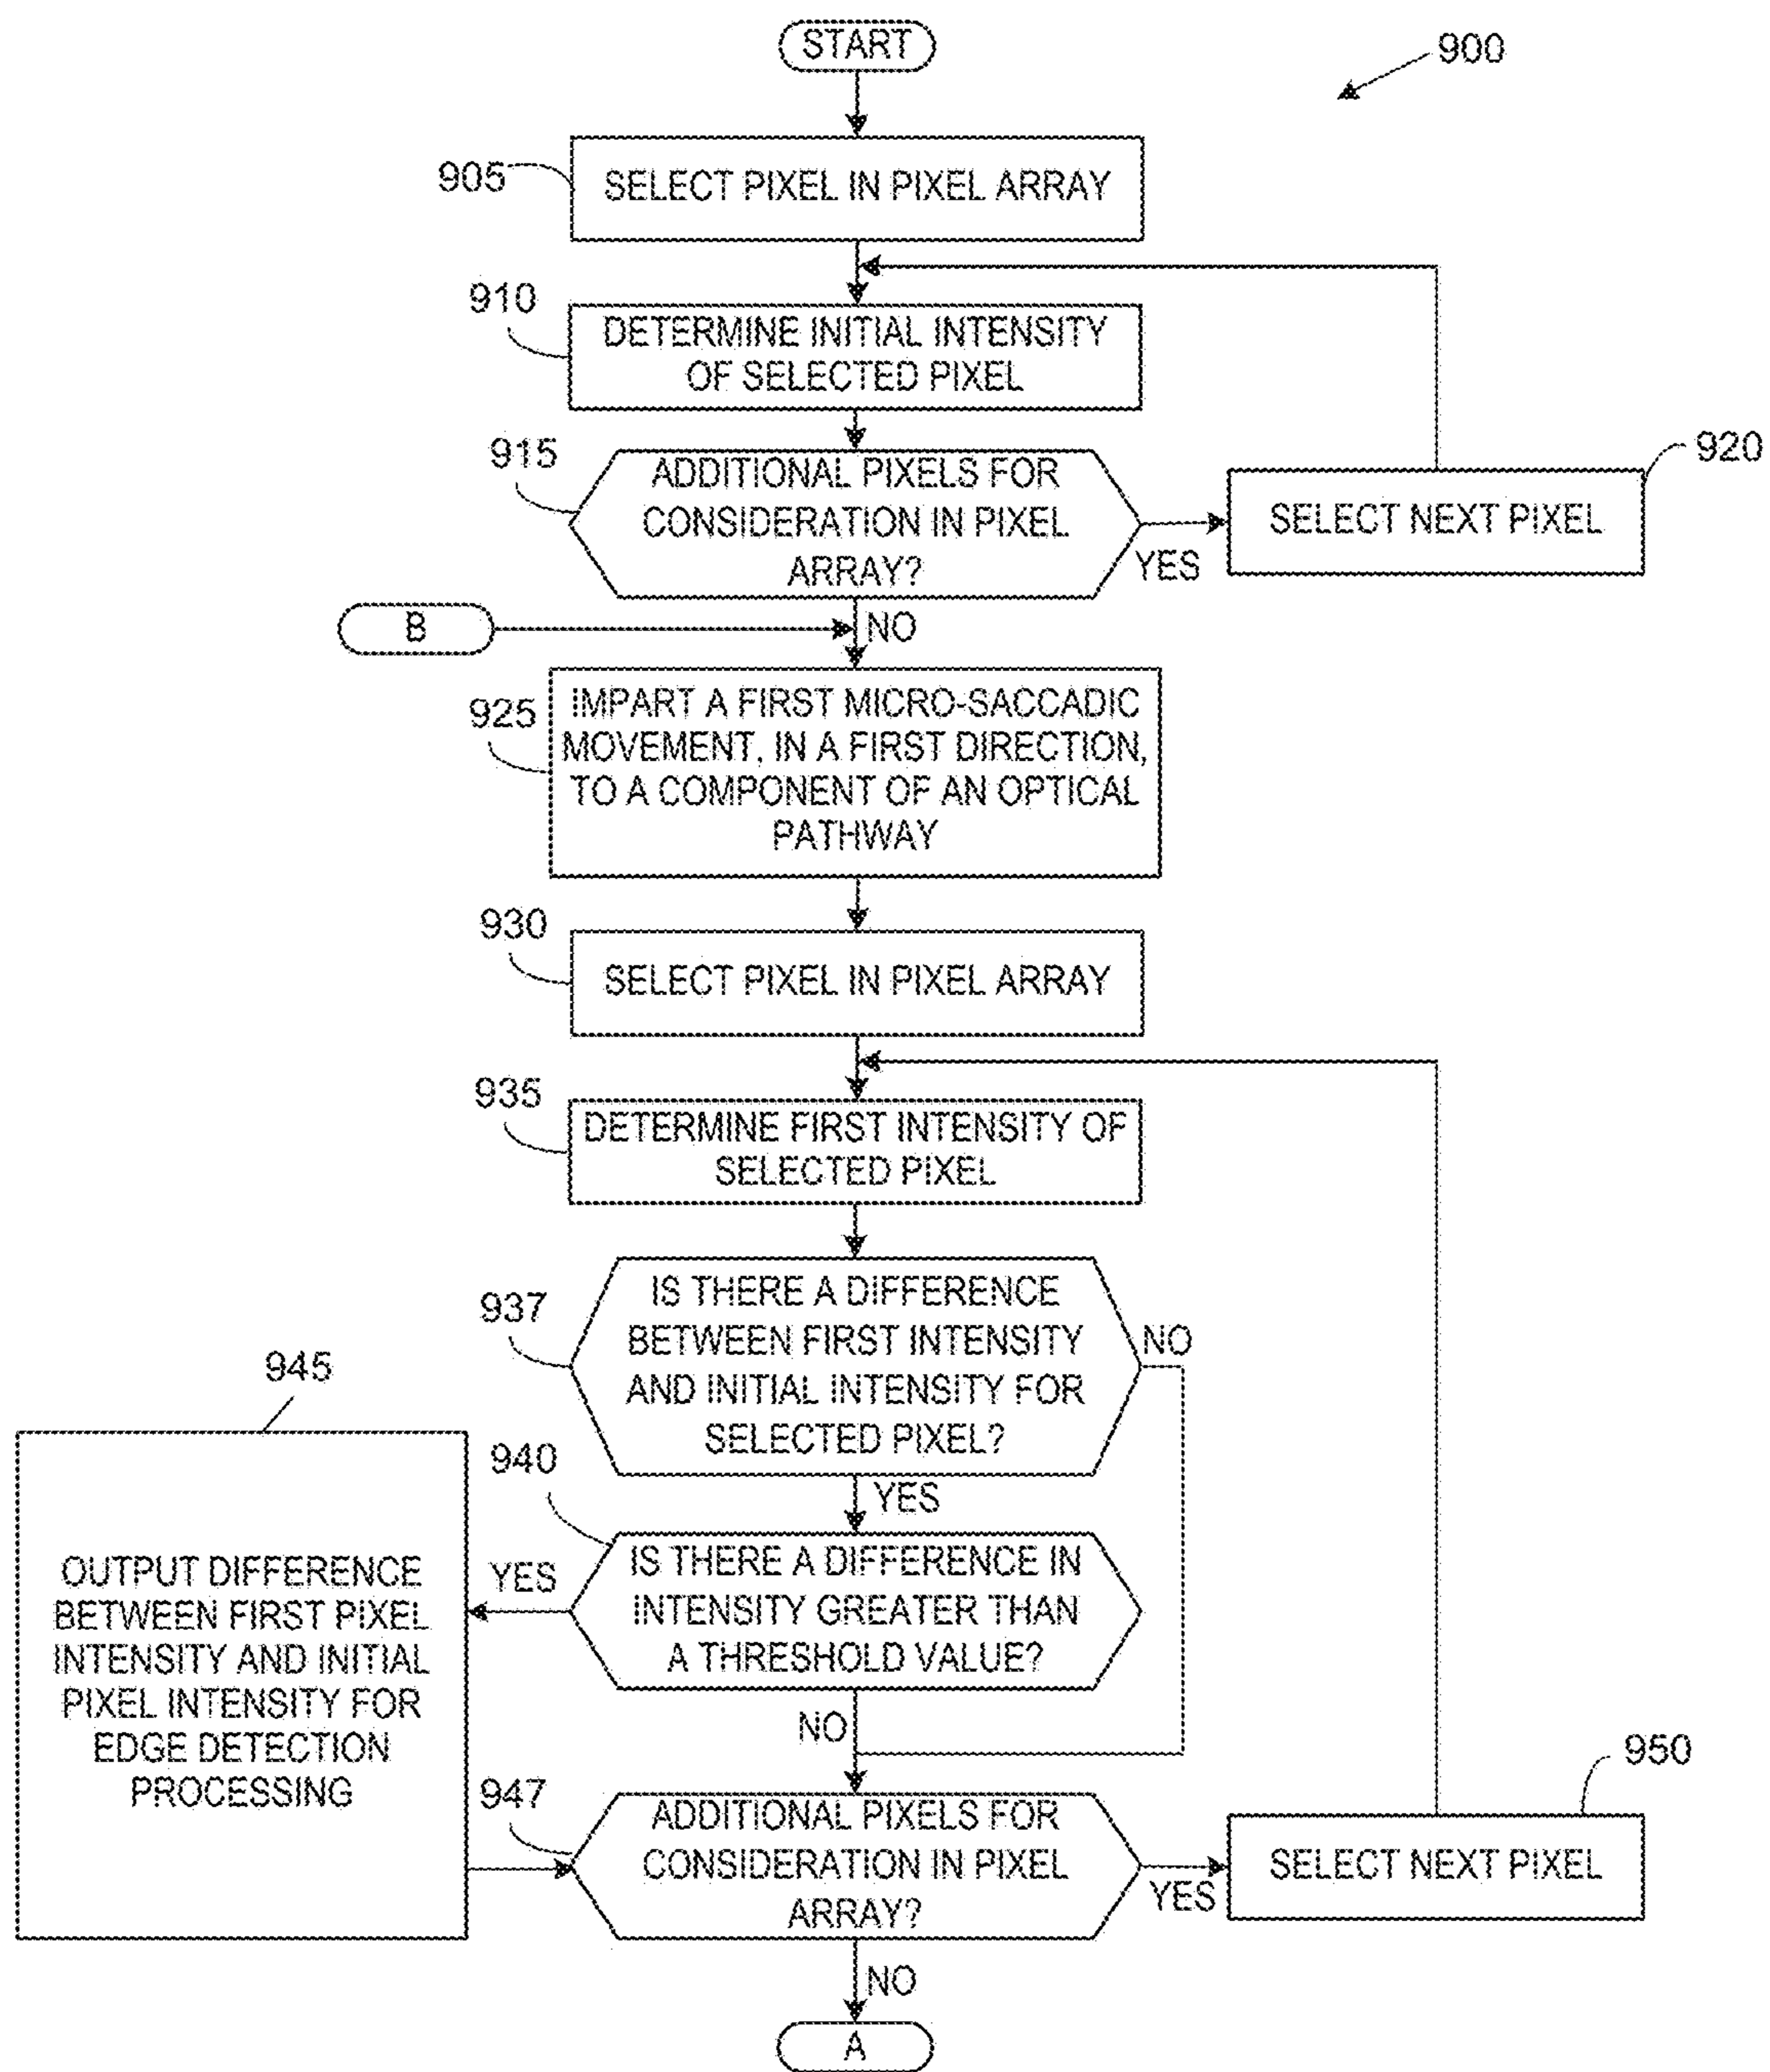 START
900
905
SELECT PIXEL IN PIXEL ARRAY
910
DETERMINE INITIAL INTENSITY
OF SELECTED PIXEL
915
ADDITIONAL PIXELS FOR
CONSIDERATION IN PIXEL
ARRAY?
YES
920
SELECT NEXT PIXEL
B
NO
925
IMPART A FIRST MICRO-SACCADIC
MOVEMENT, IN A FIRST DIRECTION,
TO A COMPONENT OF AN OPTICAL
PATHWAY
930
SELECT PIXEL IN PIXEL ARRAY
935
DETERMINE FIRST INTENSITY OF
SELECTED PIXEL
937
IS THERE A DIFFERENCE
BETWEEN FIRST INTENSITY
AND INITIAL INTENSITY FOR
SELECTED PIXEL?
NO
YES
940
IS THERE A DIFFERENCE IN
INTENSITY GREATER THAN
A THRESHOLD VALUE?
YES
NO
945
OUTPUT DIFFERENCE
BETWEEN FIRST PIXEL
INTENSITY AND INITIAL
PIXEL INTENSITY FOR
EDGE DETECTION
PROCESSING
947
ADDITIONAL PIXELS FOR
CONSIDERATION IN PIXEL
ARRAY?
YES
950
SELECT NEXT PIXEL
NO
A